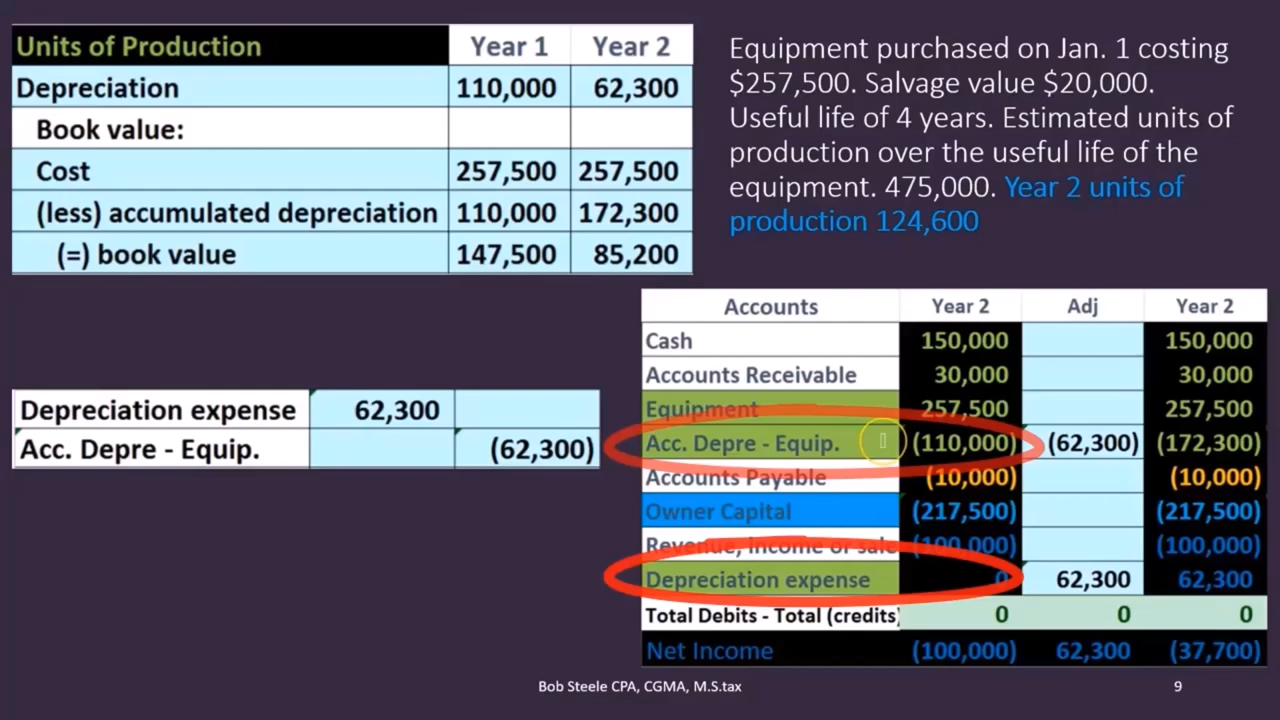 Units of Production Year 1 Year 2
Depreciation 110,000 62,300
Book value:
Cost 257,500 257,500
(less) accumulated depreciation 110,000 172,300
(=) book value 147,500 85,200
Equipment purchased on Jan. 1 costing
$257,500. Salvage value $20,000.
Useful life of 4 years. Estimated units of
production over the useful life of the
equipment. 475,000. Year 2 units of
production 124,600
Depreciation expense 62,300
Acc. Depre - Equip. (62,300)
Accounts Year 2 Adj Year 2
Cash 150,000 150,000
Accounts Receivable 30,000 30,000
Equipment 257,500 257,500
Acc. Depre - Equip. (110,000) (62,300) (172,300)
Accounts Payable (10,000) (10,000)
Owner Capital (217,500) (217,500)
Revenue, income or sale (100,000) (100,000)
Depreciation expense 0 62,300 62,300
Total Debits - Total (credits) 0 0 0
Net Income (100,000) 62,300 (37,700)
Bob Steele CPA, CGMA, M.S.tax 9